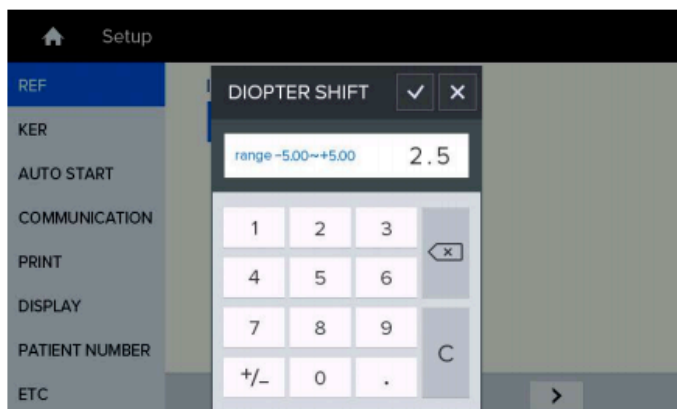 Setup
REF
KER
AUTO START
COMMUNICATION
PRINT
DISPLAY
PATIENT NUMBER
ETC
DIOPTER SHIFT
range -5.00~+5.00 2.5
1 2 3
4 5 6
7 8 9
C
+/- 0 .